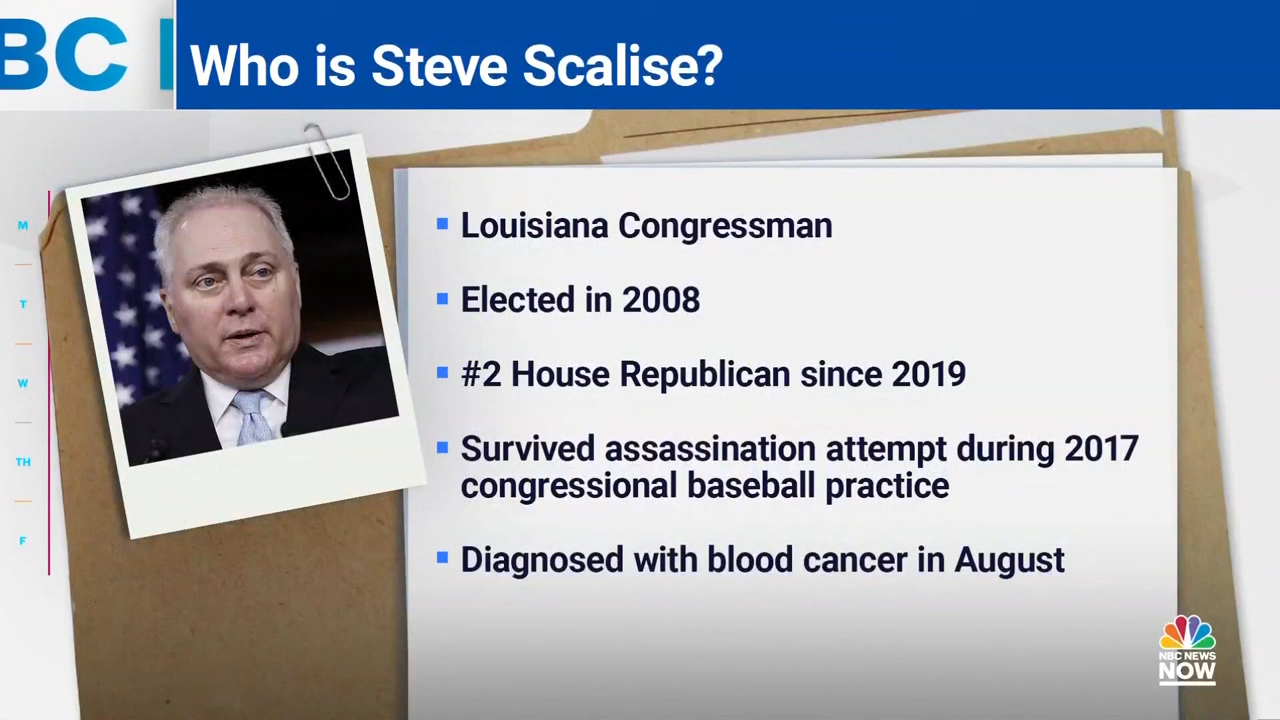 BC
Who is Steve Scalise?
M
T
W
TH
F
Louisiana Congressman
Elected in 2008
#2 House Republican since 2019
Survived assassination attempt during 2017
congressional baseball practice
Diagnosed with blood cancer in August
NBC NEWS
NOW